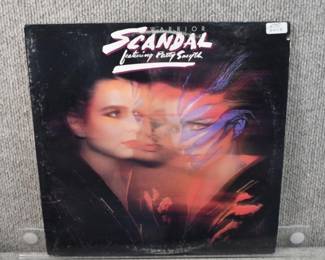 WARRIOR
SCANDAL
featuring Patty Smyth